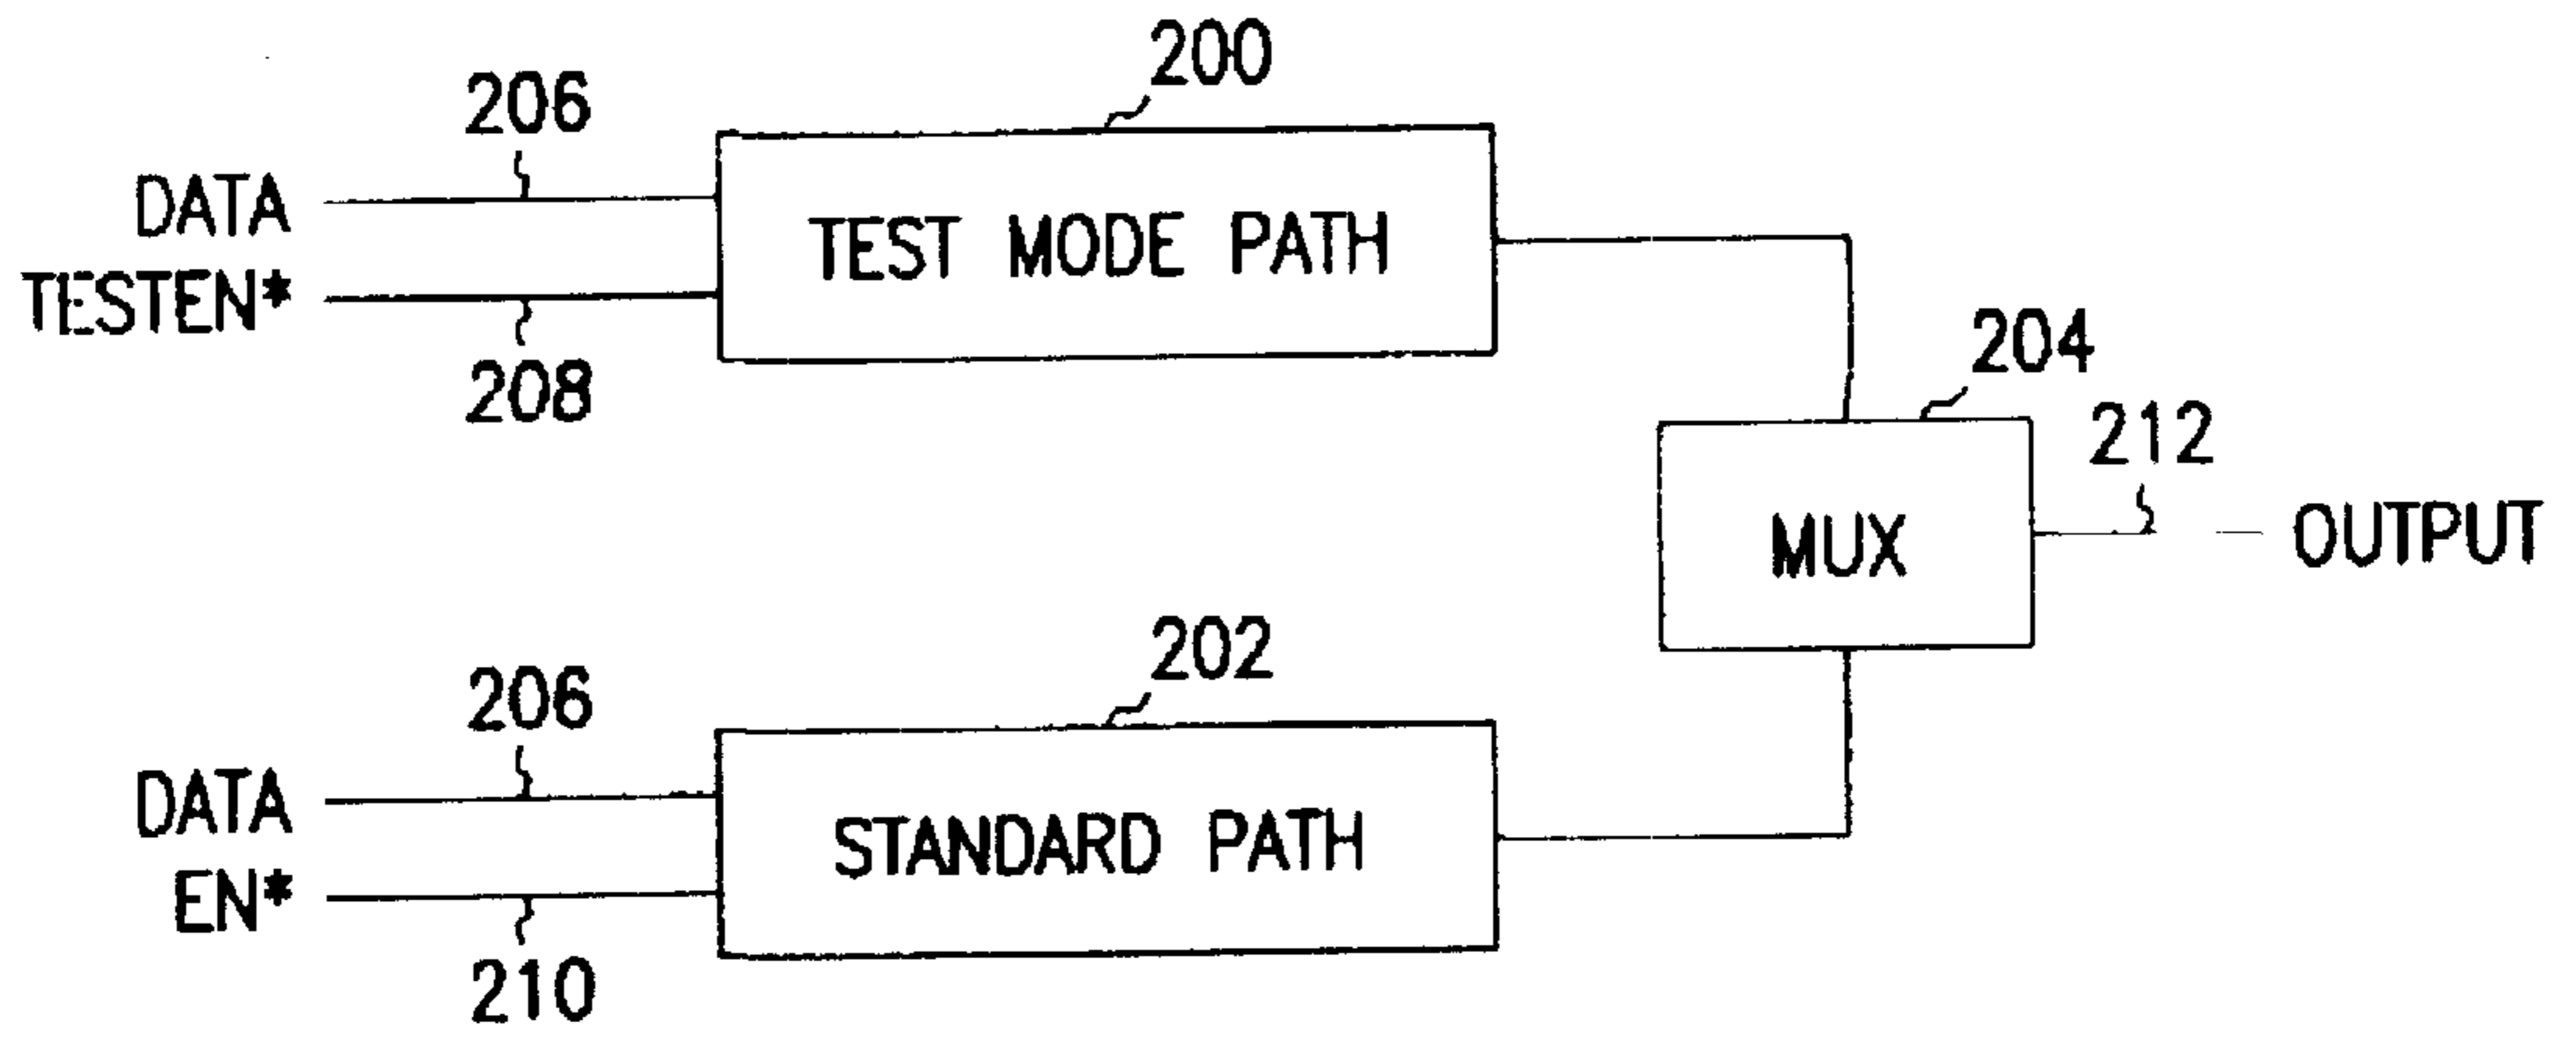 200
206
DATA
TEST MODE PATH
TESTEN*
208
204
212
MUX
OUTPUT
202
206
DATA
STANDARD PATH
EN*
210